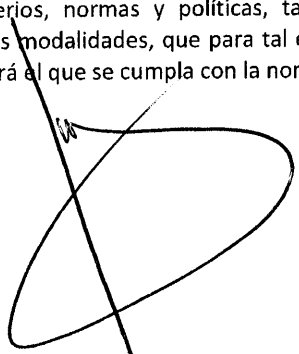 erios, normas y políticas, ta
s modalidades, que para tal e
rá el que se cumpla con la nor